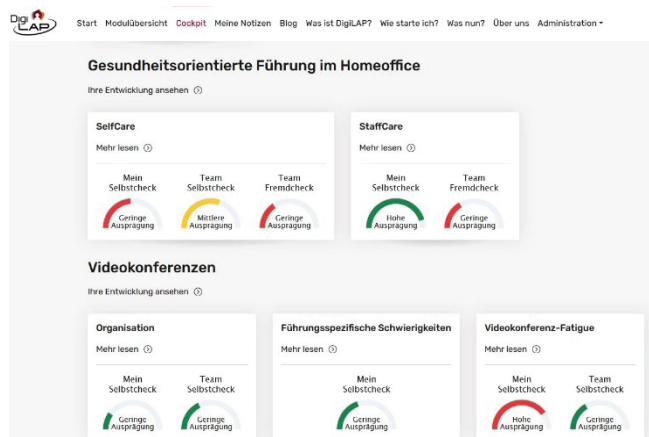 Digi
LAP
Start Modulübersicht Cockpit Meine Notizen Blog Was ist DigiLAP? Wie starte ich? Was nun? Über uns Administration
Gesundheitsorientierte Führung im Homeoffice
Ihre Entwicklung ansehen
SelfCare
Mehr lesen
Mein Selbstcheck
Geringe Ausprägung
Team Selbstcheck
Mittlere Ausprägung
Team Fremdcheck
Geringe Ausprägung
StaffCare
Mehr lesen
Mein Selbstcheck
Hohe Ausprägung
Team Fremdcheck
Geringe Ausprägung
Videokonferenzen
Ihre Entwicklung ansehen
Organisation
Mehr lesen
Mein Selbstcheck
Geringe Ausprägung
Team Selbstcheck
Geringe Ausprägung
Führungsspezifische Schwierigkeiten
Mehr lesen
Mein Selbstcheck
Geringe Ausprägung
Videokonferenz-Fatigue
Mehr lesen
Mein Selbstcheck
Hohe Ausprägung
Team Selbstcheck
Geringe Ausprägung